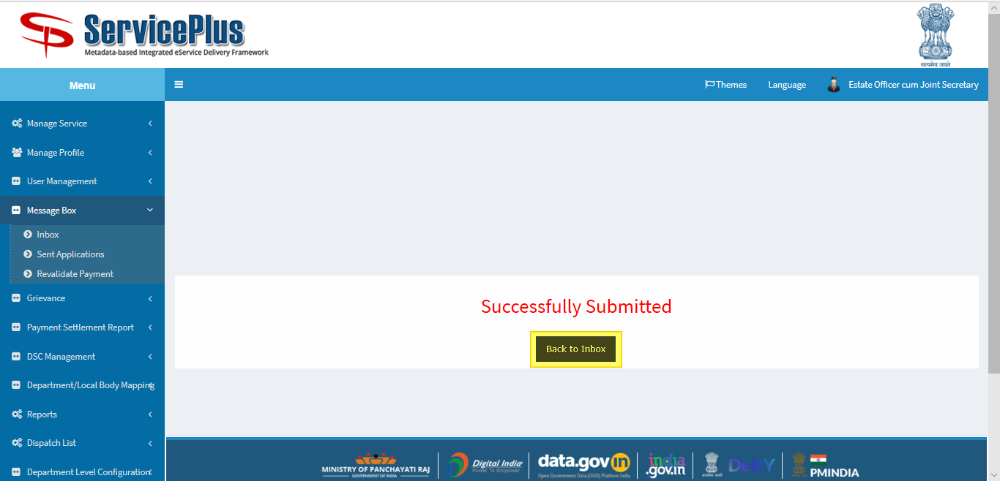 ServicePlus
Metadata-based Integrated eService Delivery Framework
सत्यमेव जयते
Menu
Themes
Language
Estate Officer cum Joint Secretary
Manage Service
Manage Profile
User Management
Message Box
Inbox
Sent Applications
Revalidate Payment
Grievance
Payment Settlement Report
DSC Management
Department/Local Body Mapping
Reports
Dispatch List
Department Level Configuration
Successfully Submitted
Back to Inbox
MINISTRY OF PANCHAYATI RAJ
GOVERNMENT OF INDIA
Digital India
Power To Empower
data.gov in
Open Government Data (OGD) Platform India
india
.gov.in
DeitY
PMINDIA